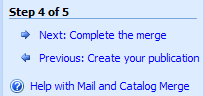 Step 4 of 5
Next: Complete the merge
Previous: Create your publication
Help with Mail and Catalog Merge